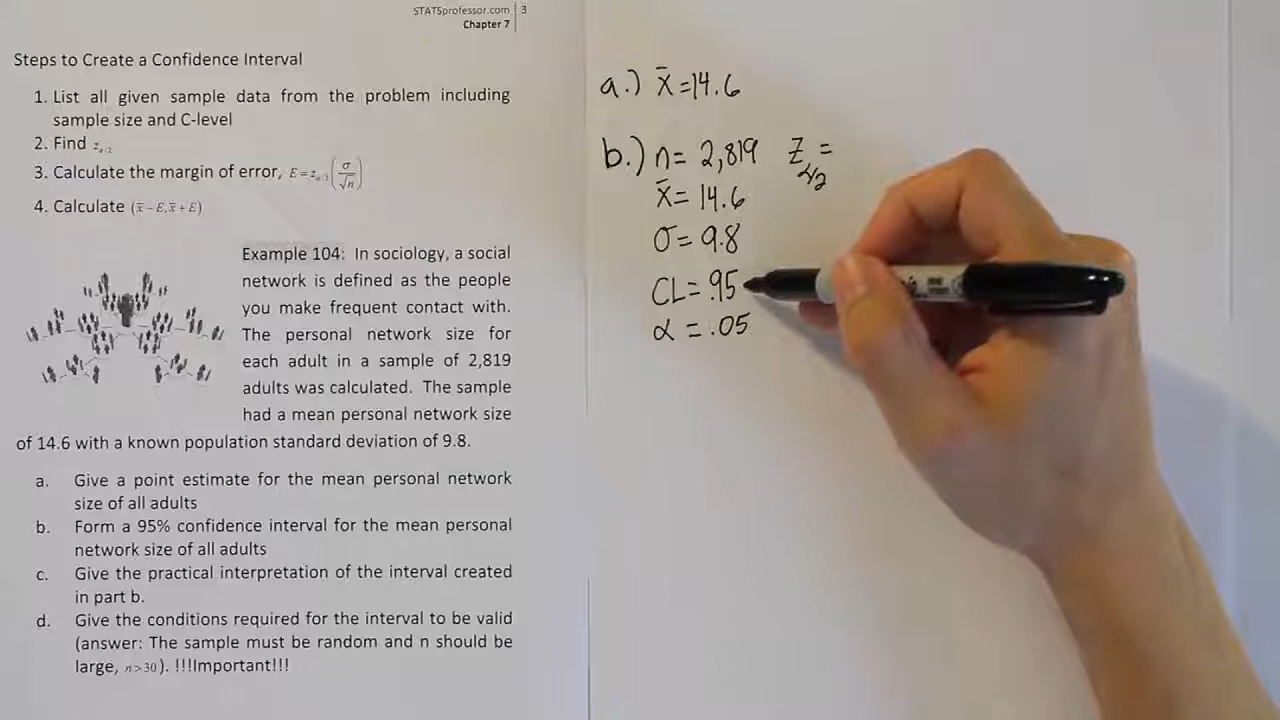 STATSprofessor.com 3
Chapter 7
Steps to Create a Confidence Interval
1. List all given sample data from the problem including
sample size and C-level
2. Find zα/2
3. Calculate the margin of error, E = zα/2(σ/√n)
4. Calculate (x̄ − E, x̄ + E)
Example 104: In sociology, a social
network is defined as the people
you make frequent contact with.
The personal network size for
each adult in a sample of 2,819
adults was calculated. The sample
had a mean personal network size
of 14.6 with a known population standard deviation of 9.8.
a. Give a point estimate for the mean personal network
size of all adults
b. Form a 95% confidence interval for the mean personal
network size of all adults
c. Give the practical interpretation of the interval created
in part b.
d. Give the conditions required for the interval to be valid
(answer: The sample must be random and n should be
large, n > 30). !!!Important!!!
a.) x̄ = 14.6
b.) n = 2,819 Zα/2 =
x̄ = 14.6
σ = 9.8
CL = .95
α = .05